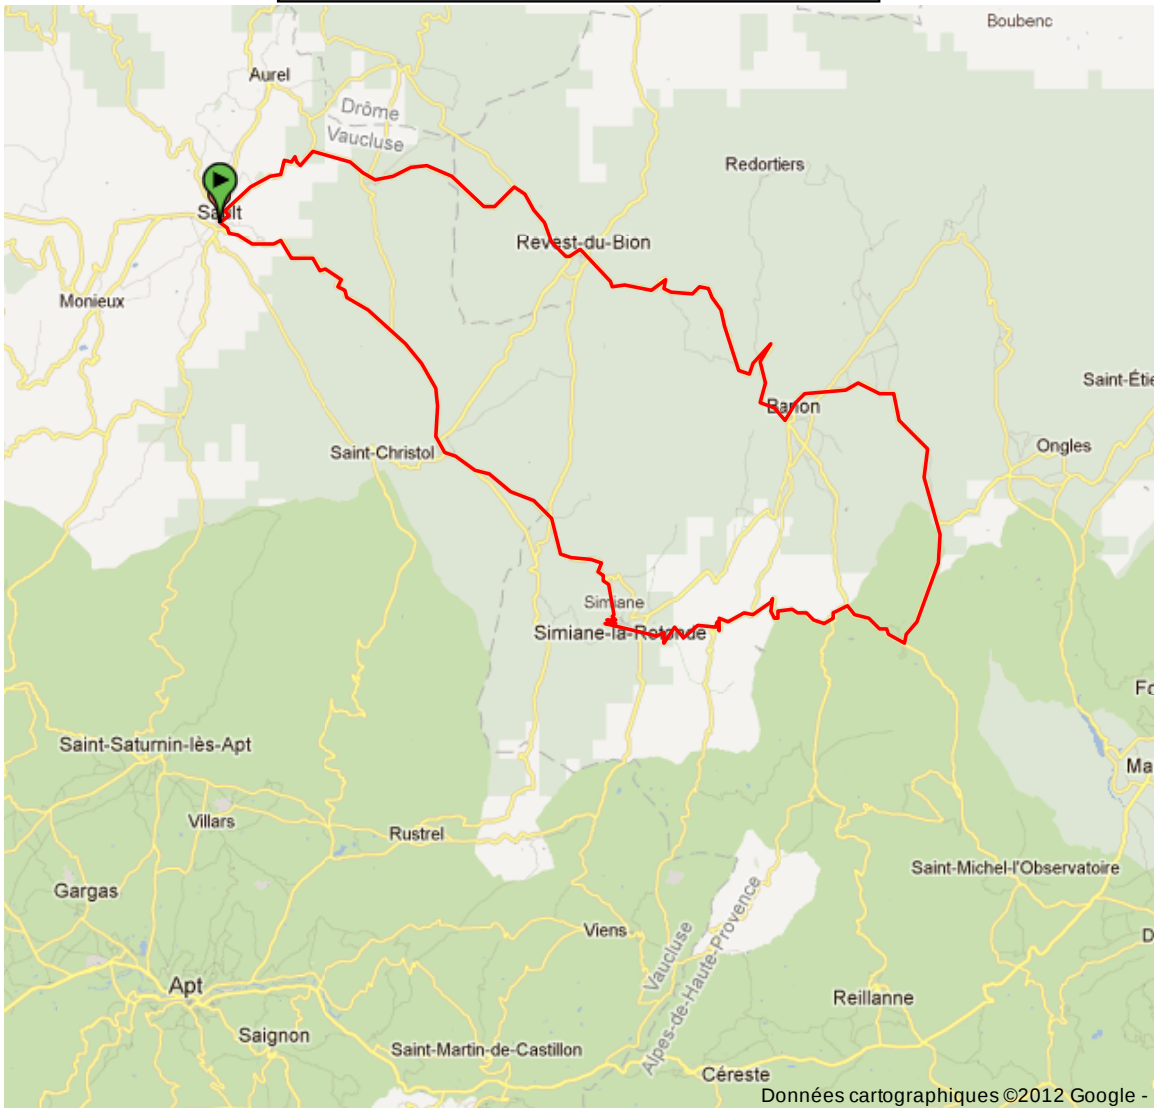 Boubenc
Aurel
Drôme
Vaucluse
Redortiers
Sault
Revest-du-Bion
Monieux
Saint-Étie
Banon
Ongles
Saint-Christol
Simiane
Simiane-la-Rotonde
Fo
Saint-Saturnin-lès-Apt
Ma
Villars
Rustrel
Saint-Michel-l'Observatoire
Gargas
Viens
D
Vaucluse
Alpes-de-Haute-Provence
Apt
Reillanne
Saignon
Saint-Martin-de-Castillon
Céreste
Données cartographiques ©2012 Google -